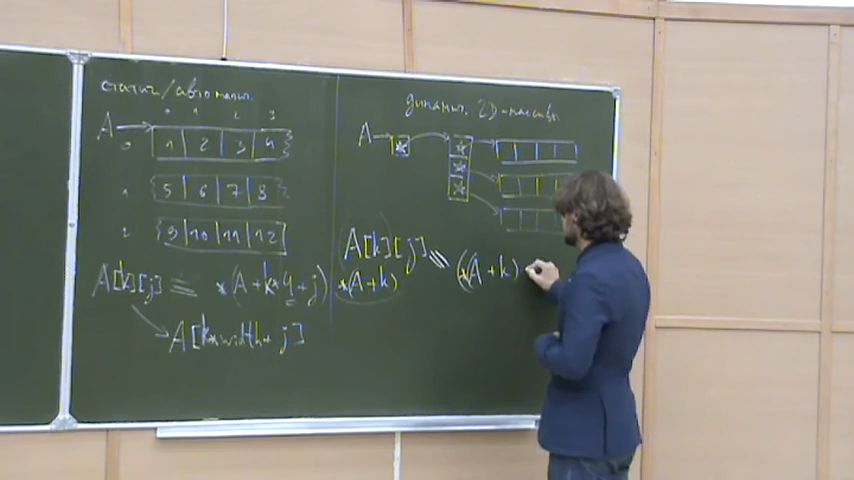 статич/автоматич.
0 1 2 3
A
0 1 2 3 4
1 5 6 7 8
2 9 10 11 12
A[k][j] ≡ *(A+k*4+j)
A[k*width+j]
динамич. 2D-массивы
A * *
*
*
A[k][j] = (*(A+k)
*(A+k)